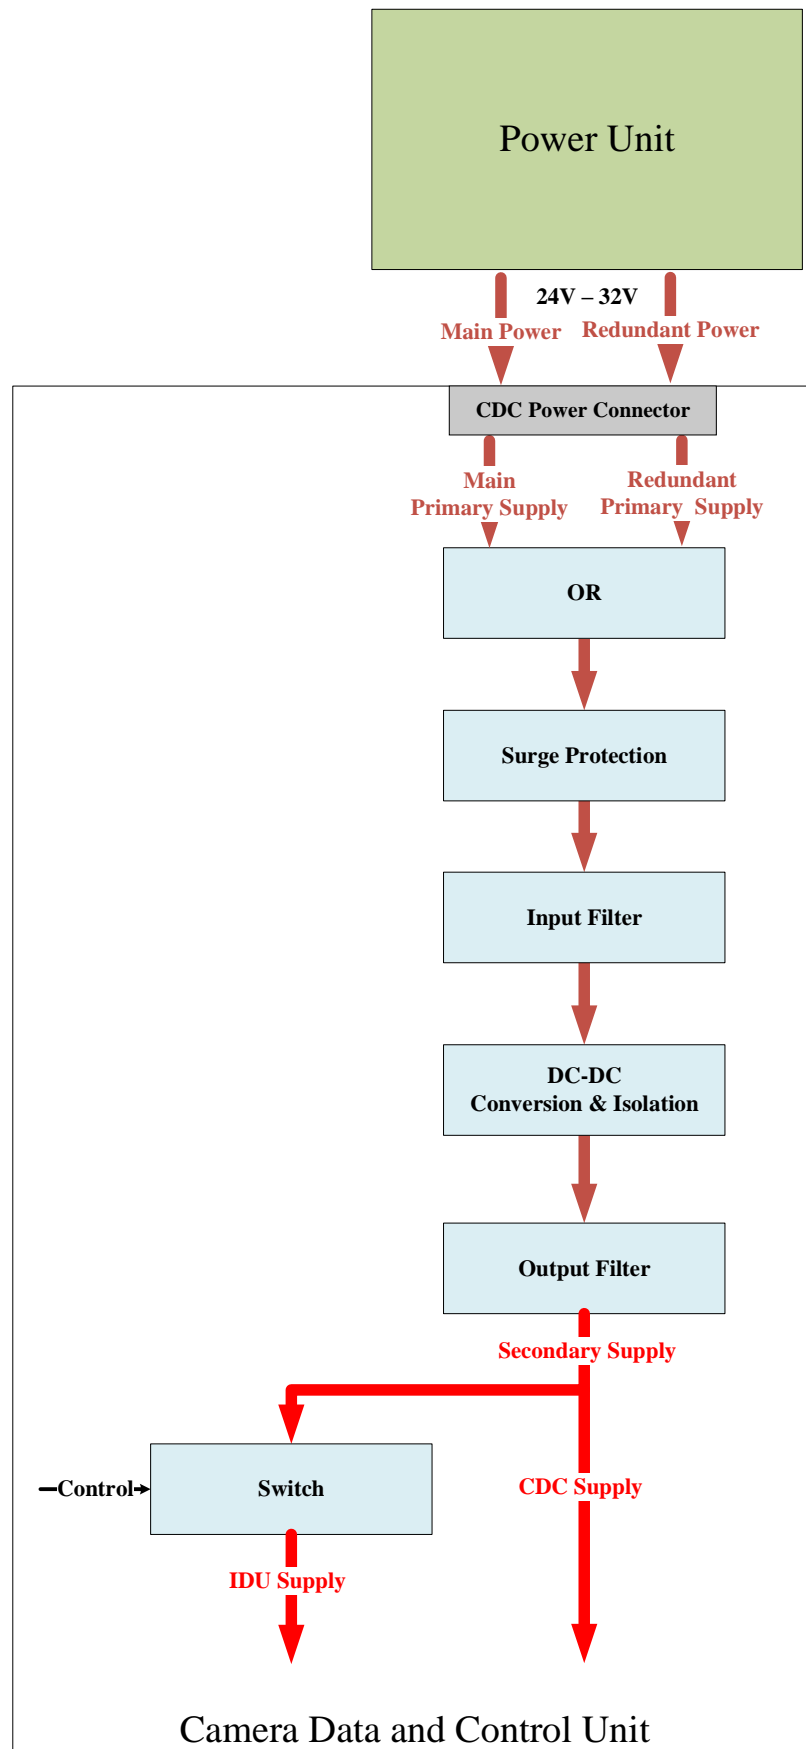 Power Unit
24V – 32V
Main Power
Redundant Power
CDC Power Connector
Main
Primary Supply
Redundant
Primary  Supply
OR
Surge Protection
Input Filter
DC-DC
Conversion & Isolation
Output Filter
Secondary Supply
Control
Switch
CDC Supply
IDU Supply
Camera Data and Control Unit